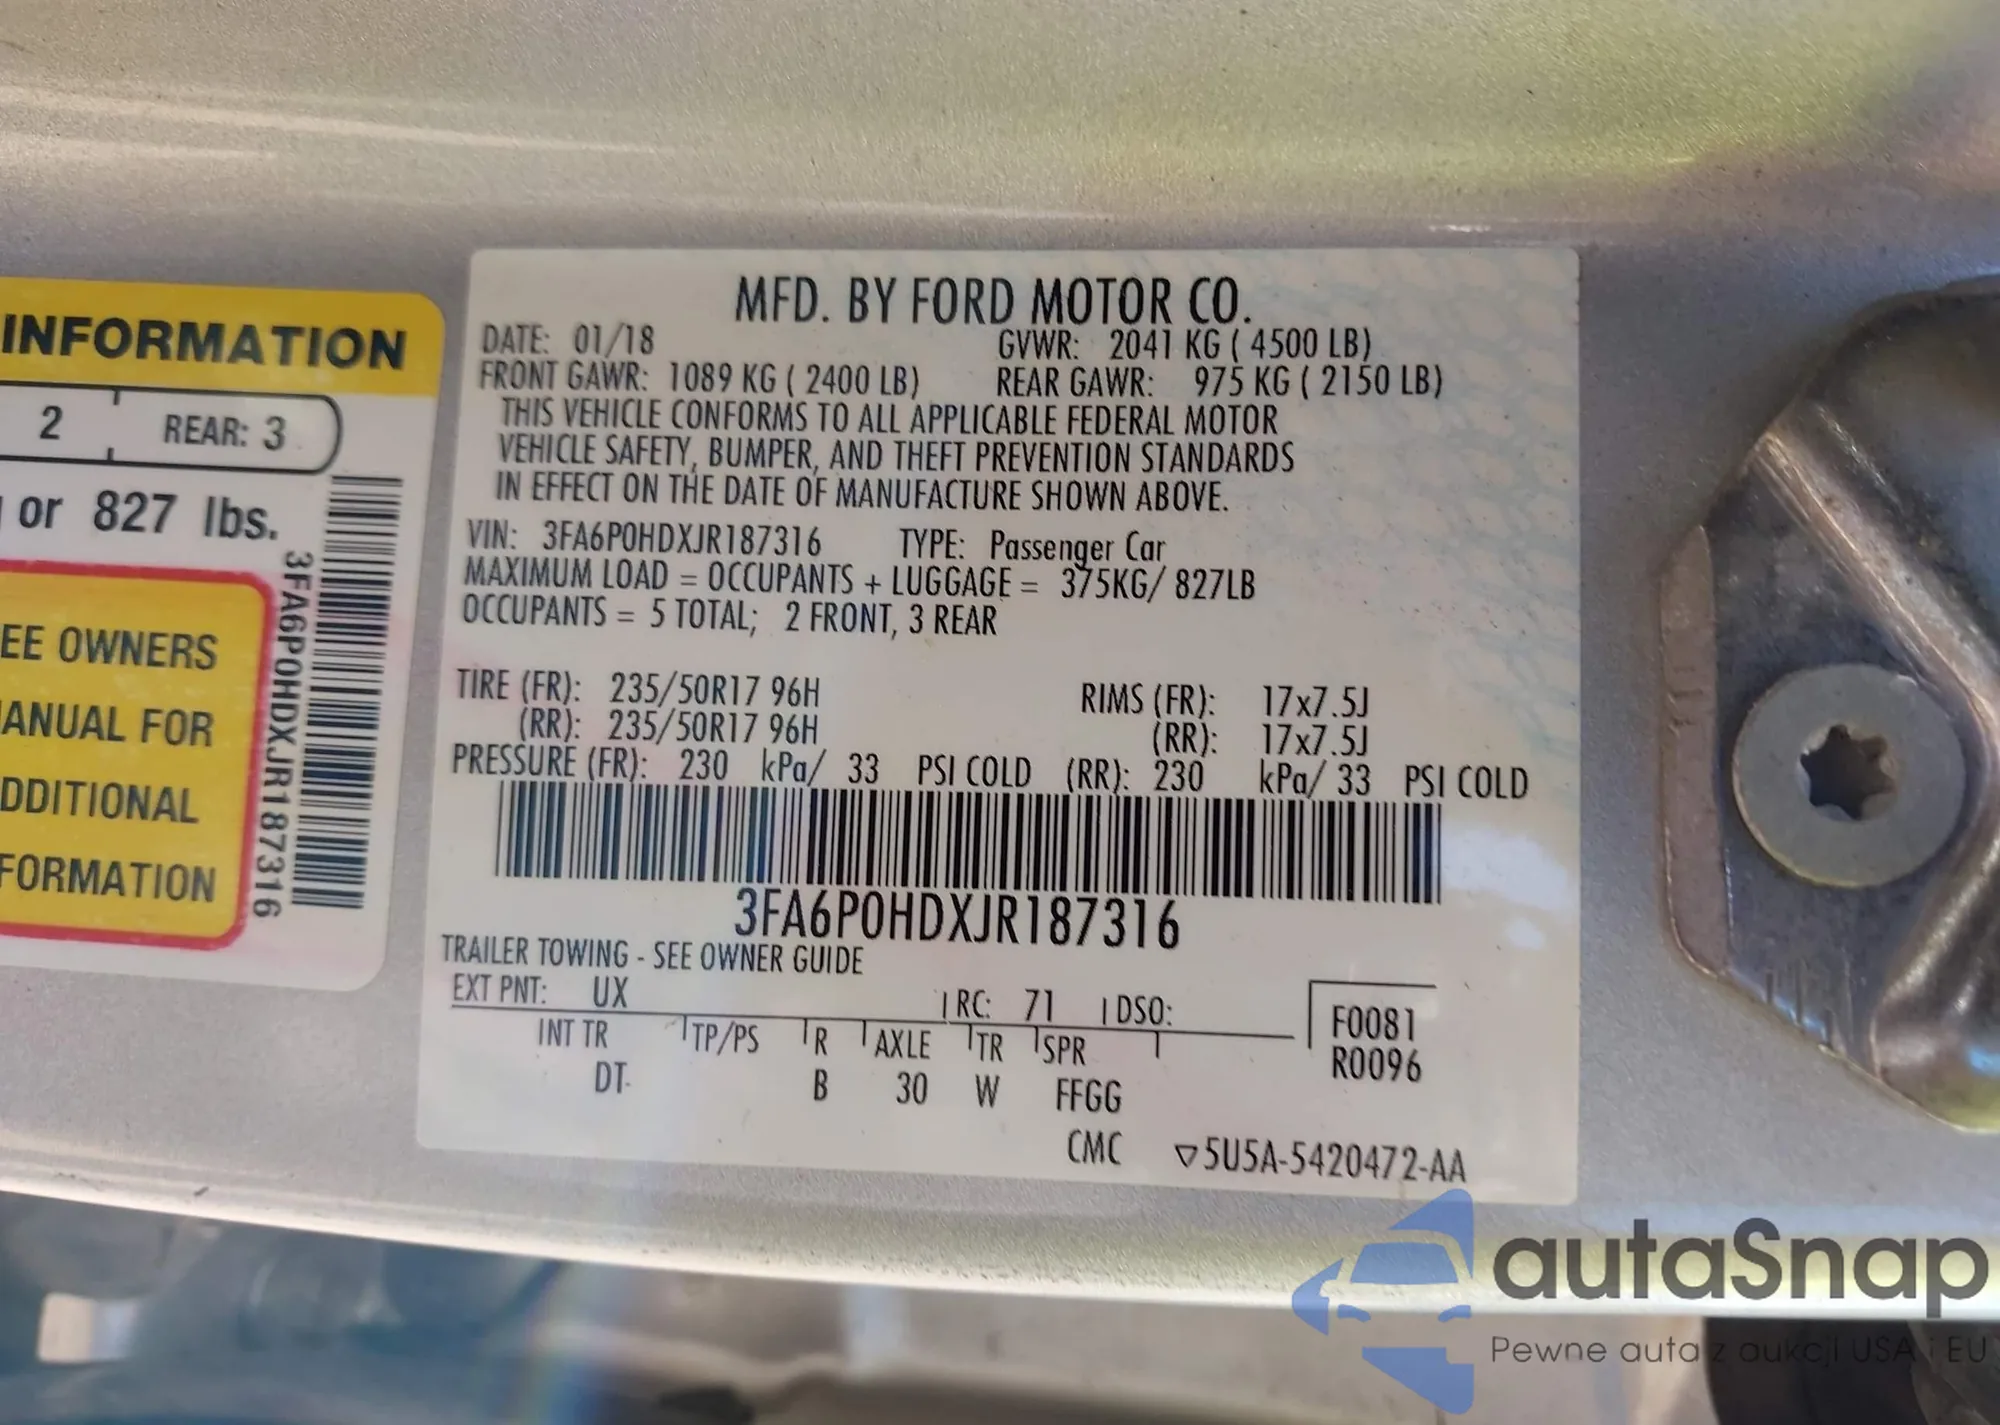 INFORMATION
2 REAR: 3
or 827 lbs.
EE OWNERS
ANUAL FOR
DDITIONAL
FORMATION
3FA6P0HDXJR187316
MFD. BY FORD MOTOR CO.
DATE: 01/18 GVWR: 2041 KG ( 4500 LB)
FRONT GAWR: 1089 KG ( 2400 LB) REAR GAWR: 975 KG ( 2150 LB)
THIS VEHICLE CONFORMS TO ALL APPLICABLE FEDERAL MOTOR
VEHICLE SAFETY, BUMPER, AND THEFT PREVENTION STANDARDS
IN EFFECT ON THE DATE OF MANUFACTURE SHOWN ABOVE.
VIN: 3FA6P0HDXJR187316 TYPE: Passenger Car
MAXIMUM LOAD = OCCUPANTS + LUGGAGE = 375KG/ 827LB
OCCUPANTS = 5 TOTAL; 2 FRONT, 3 REAR
TIRE (FR): 235/50R17 96H RIMS (FR): 17x7.5J
(RR): 235/50R17 96H (RR): 17x7.5J
PRESSURE (FR): 230 kPa/ 33 PSI COLD (RR): 230 kPa/ 33 PSI COLD
3FA6P0HDXJR187316
TRAILER TOWING - SEE OWNER GUIDE
EXT PNT: UX RC: 71 DSO:
INT TR TP/PS R AXLE TR SPR
DT B 30 W FFGG
F0081
R0096
CMC ▽5U5A-5420472-AA
autaSnap
Pewne auta z aukcji USA i EU